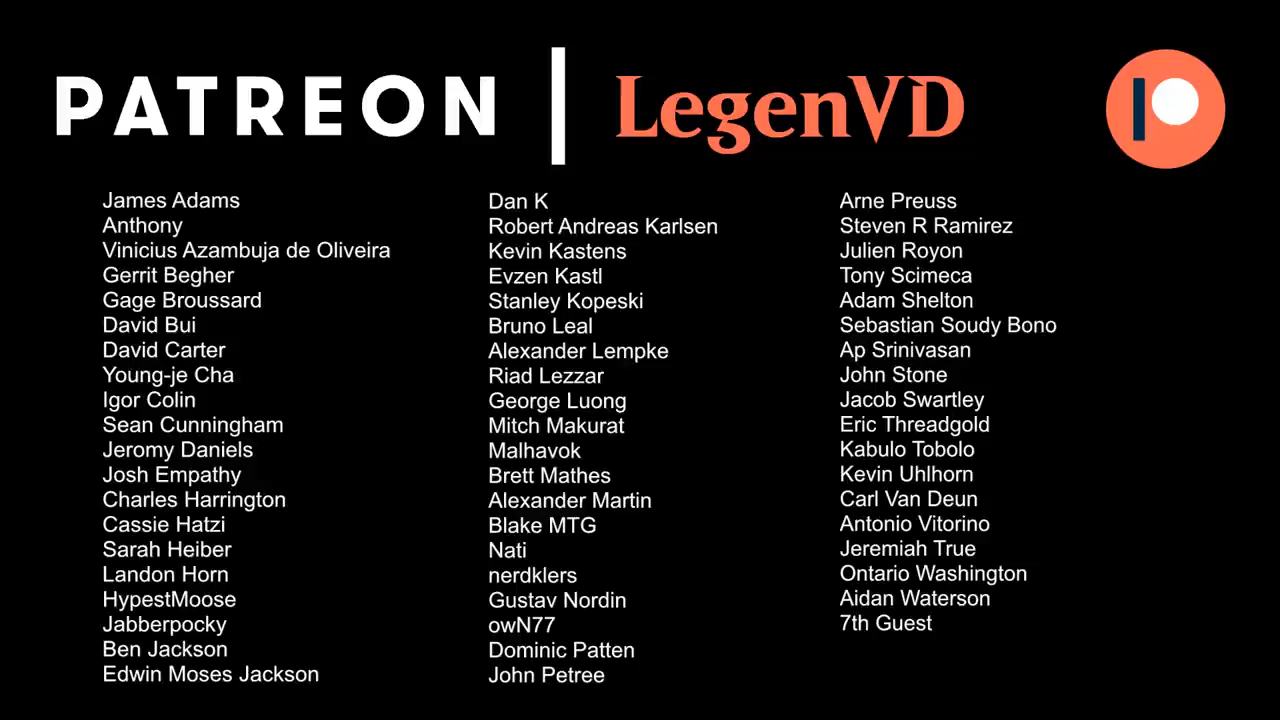 PATREON | LegenVD
James Adams
Anthony
Vinicius Azambuja de Oliveira
Gerrit Begher
Gage Broussard
David Bui
David Carter
Young-je Cha
Igor Colin
Sean Cunningham
Jeromy Daniels
Josh Empathy
Charles Harrington
Cassie Hatzi
Sarah Heiber
Landon Horn
HypestMoose
Jabberpocky
Ben Jackson
Edwin Moses Jackson
Dan K
Robert Andreas Karlsen
Kevin Kastens
Evzen Kastl
Stanley Kopeski
Bruno Leal
Alexander Lempke
Riad Lezzar
George Luong
Mitch Makurat
Malhavok
Brett Mathes
Alexander Martin
Blake MTG
Nati
nerdklers
Gustav Nordin
owN77
Dominic Patten
John Petree
Arne Preuss
Steven R Ramirez
Julien Royon
Tony Scimeca
Adam Shelton
Sebastian Soudy Bono
Ap Srinivasan
John Stone
Jacob Swartley
Eric Threadgold
Kabulo Tobolo
Kevin Uhlhorn
Carl Van Deun
Antonio Vitorino
Jeremiah True
Ontario Washington
Aidan Waterson
7th Guest